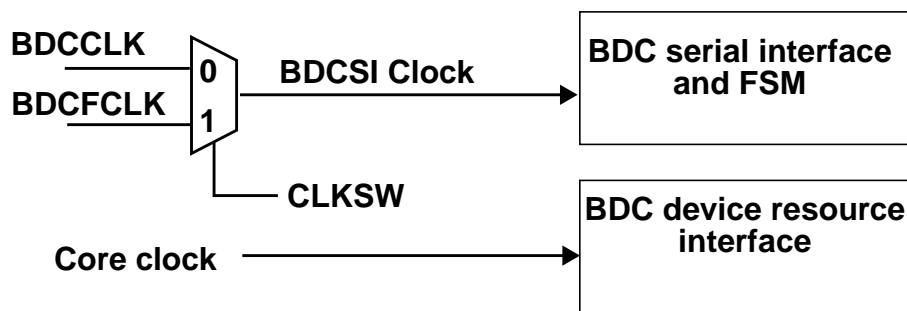 BDCCLK
0
BDCSI Clock
BDC serial interface
and FSM
BDCFCLK
1
CLKSW
BDC device resource
interface
Core clock